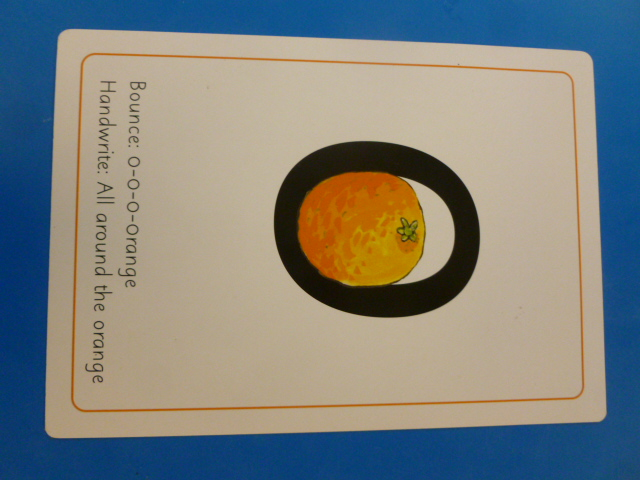 o
Bounce: o-o-o-orange
Handwrite: All around the orange